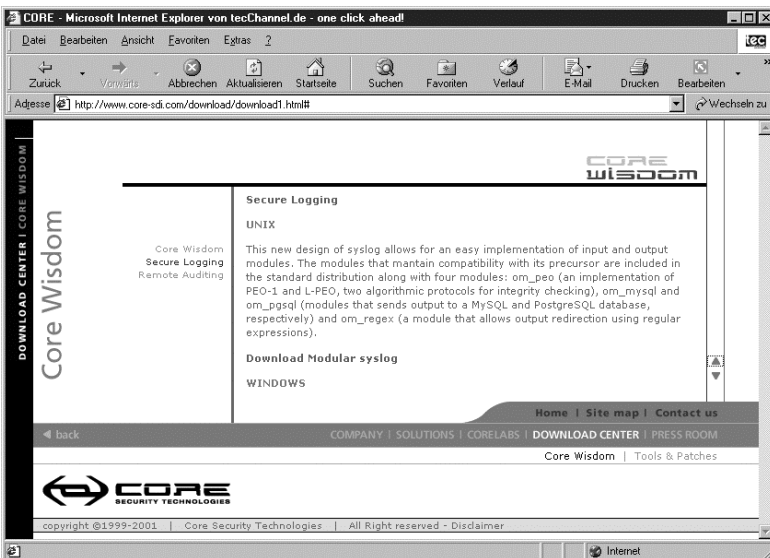 CORE - Microsoft Internet Explorer von tecChannel.de - one click ahead!
Datei Bearbeiten Ansicht Favoriten Extras ?
tec
Zurück Vorwärts Abbrechen Aktualisieren Startseite Suchen Favoriten Verlauf E-Mail Drucken Bearbeiten
Adresse http://www.core-sdi.com/download/download1.html# Wechseln zu
DOWNLOAD CENTER | CORE WISDOM |
Core Wisdom
CORE
wisdom
Core Wisdom
Secure Logging
Remote Auditing
Secure Logging
UNIX
This new design of syslog allows for an easy implementation of input and output
modules. The modules that mantain compatibility with its precursor are included in
the standard distribution along with four modules: om_peo (an implementation of
PEO-1 and L-PEO, two algorithmic protocols for integrity checking), om_mysql and
om_pgsql (modules that sends output to a MySQL and PostgreSQL database,
respectively) and om_regex (a module that allows output redirection using regular
expressions).
Download Modular syslog
WINDOWS
Home | Site map | Contact us
back
COMPANY | SOLUTIONS | CORELABS | DOWNLOAD CENTER | PRESS ROOM
Core Wisdom | Tools & Patches
CORE
SECURITY TECHNOLOGIES
copyright ©1999-2001 | Core Security Technologies | All Right reserved - Disclaimer
Internet